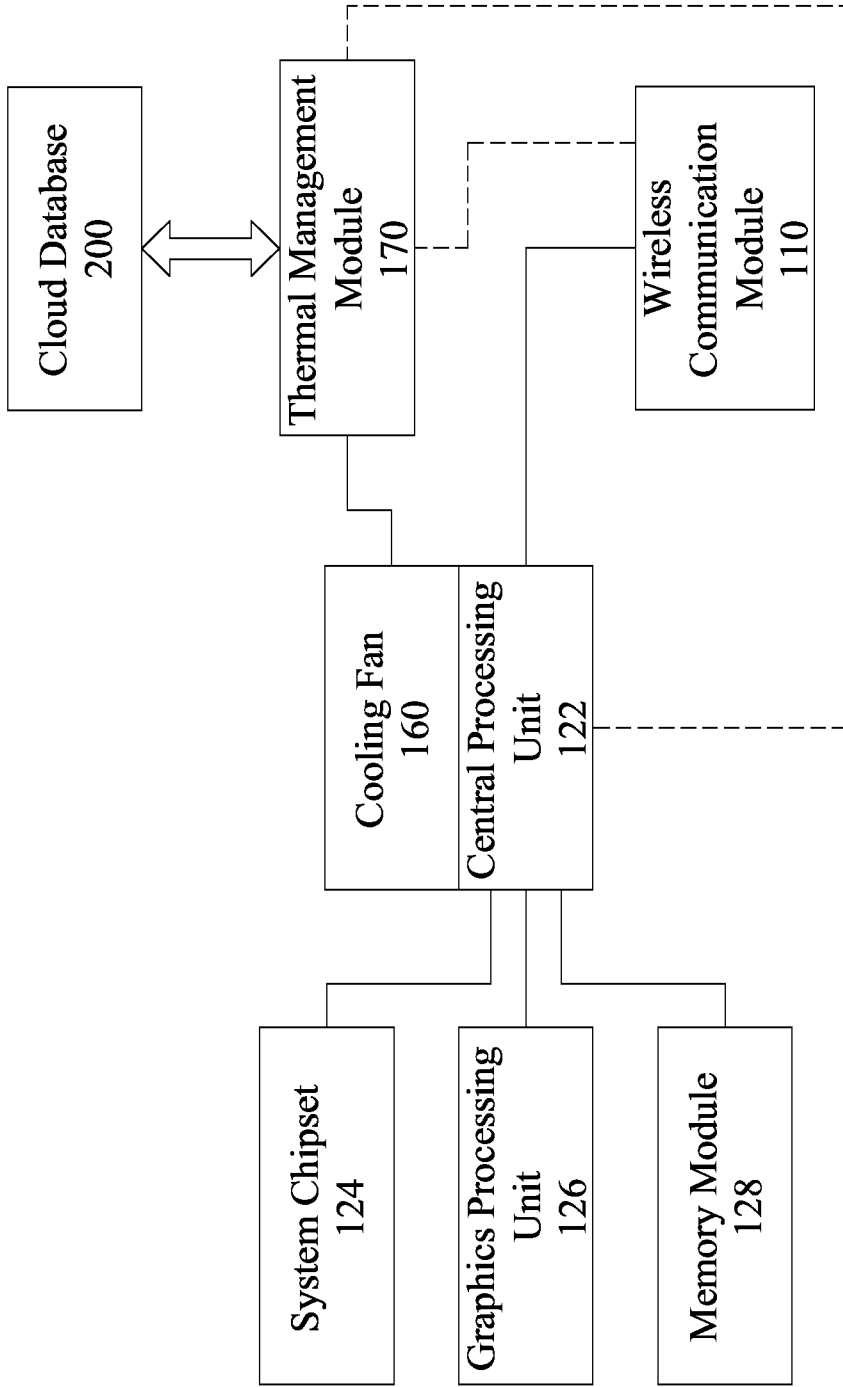 System Chipset
124
Graphics Processing
Unit
126
Memory Module
128
Cooling Fan
160
Central Processing
Unit
122
Cloud Database
200
Thermal Management
Module
170
Wireless
Communication
Module
110